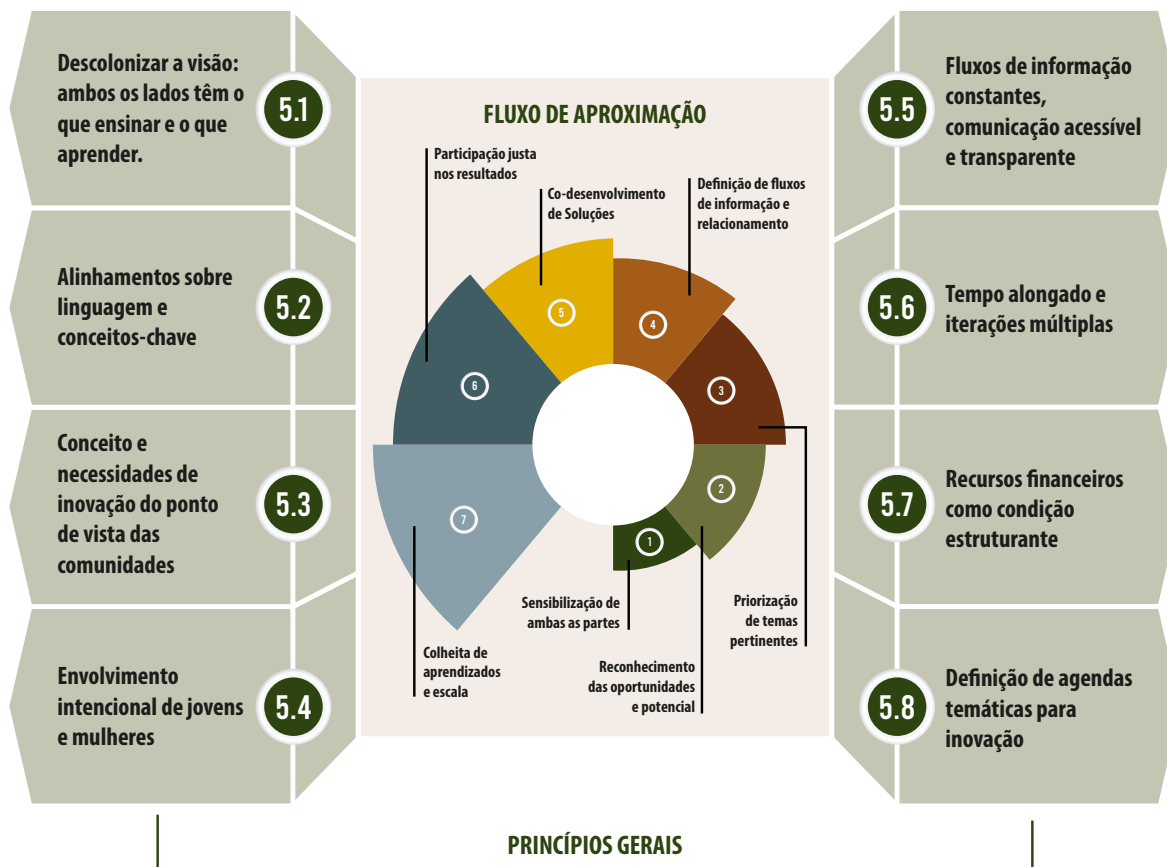 Descolonizar a visão:
ambos os lados têm o
que ensinar e o que
aprender.
5.1
Alinhamentos sobre
linguagem e
conceitos-chave
5.2
Conceito e
necessidades de
inovação do ponto
de vista das
comunidades
5.3
Envolvimento
intencional de jovens
e mulheres
5.4
FLUXO DE APROXIMAÇÃO
Participação justa
nos resultados
Co-desenvolvimento
de Soluções
Definição de fluxos
de informação e
relacionamento
5
4
6
3
7
2
1
Colheita de
aprendizados
e escala
Sensibilização de
ambas as partes
Reconhecimento
das oportunidades
e potencial
Priorização
de temas
pertinentes
5.5
Fluxos de informação
constantes,
comunicação acessível
e transparente
5.6
Tempo alongado e
iterações múltiplas
5.7
Recursos financeiros
como condição
estruturante
5.8
Definição de agendas
temáticas para
inovação
PRINCÍPIOS GERAIS